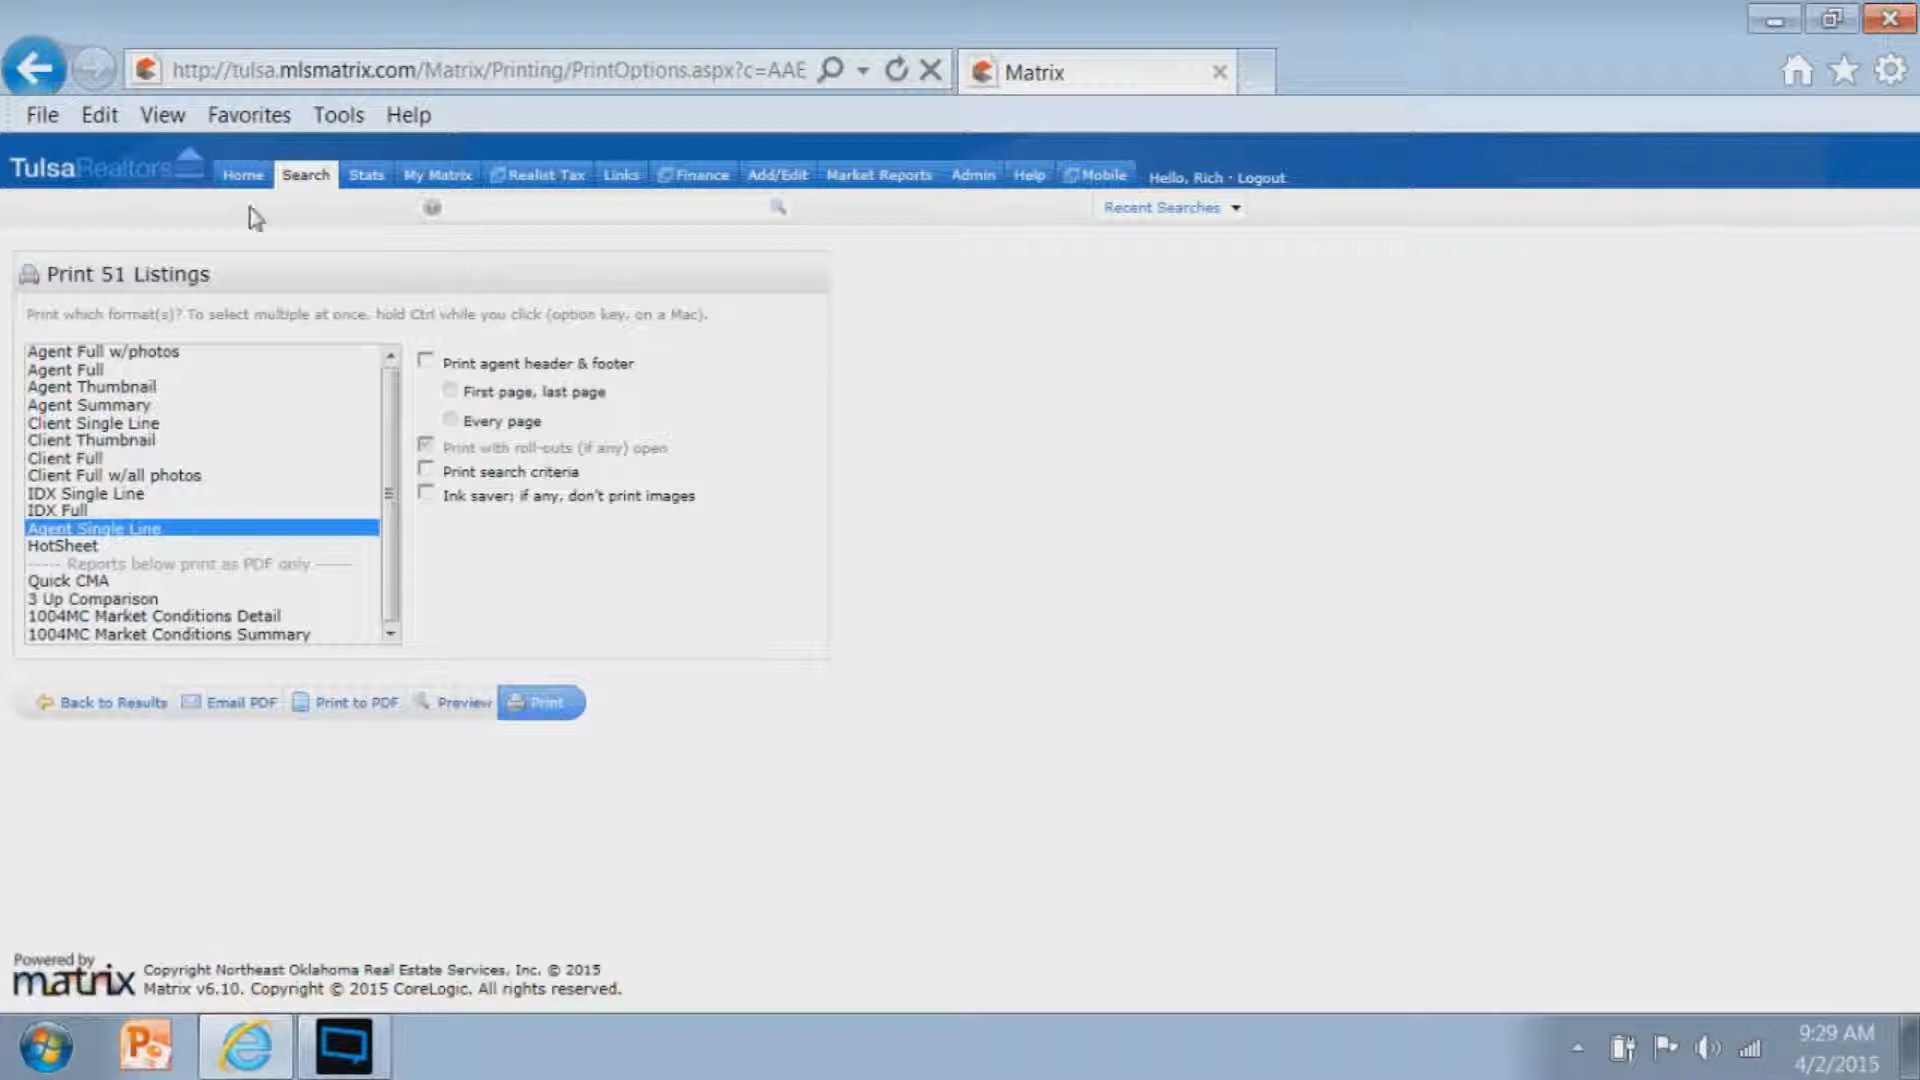 http://tulsa.mlsmatrix.com/Matrix/Printing/PrintOptions.aspx?c=AAE
Matrix
File Edit View Favorites Tools Help
TulsaRealtors
Home Search Stats My Matrix Realist Tax Links Finance Add/Edit Market Reports Admin Help Mobile Hello, Rich · Logout
Recent Searches
Print 51 Listings
Print which format(s)? To select multiple at once, hold Ctrl while you click (option key, on a Mac).
Agent Full w/photos
Agent Full
Agent Thumbnail
Agent Summary
Client Single Line
Client Thumbnail
Client Full
Client Full w/all photos
IDX Single Line
IDX Full
Agent Single Line
HotSheet
----- Reports below print as PDF only -----
Quick CMA
3 Up Comparison
1004MC Market Conditions Detail
1004MC Market Conditions Summary
Print agent header & footer
First page, last page
Every page
Print with roll-outs (if any) open
Print search criteria
Ink saver; if any, don't print images
Back to Results Email PDF Print to PDF Preview Print
Powered by
matrix
Copyright Northeast Oklahoma Real Estate Services, Inc. © 2015
Matrix v6.10. Copyright © 2015 CoreLogic. All rights reserved.
9:29 AM
4/2/2015